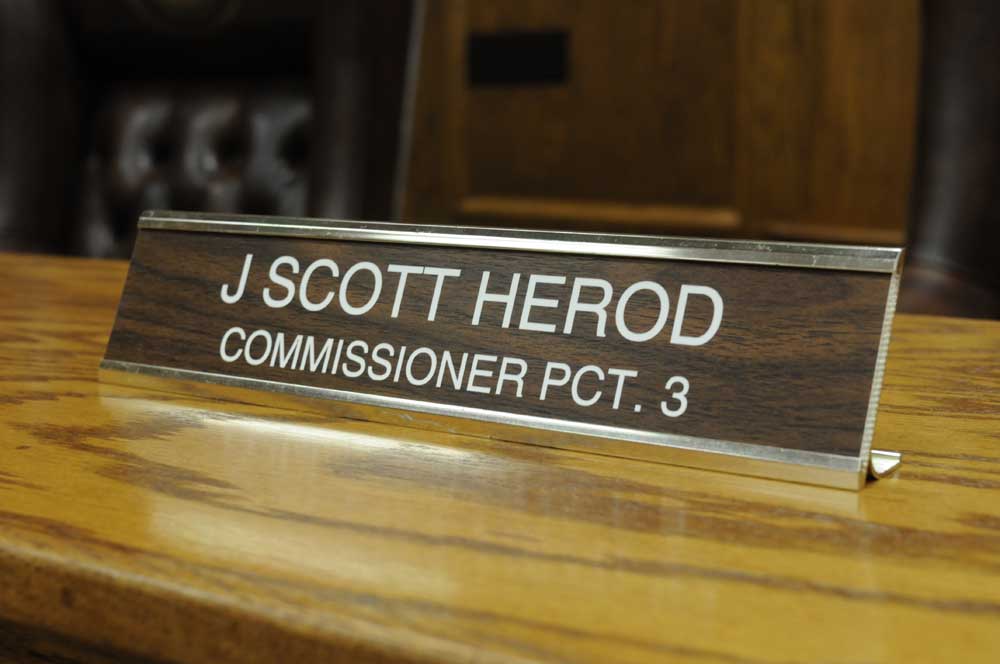 J SCOTT HEROD
COMMISSIONER PCT. 3